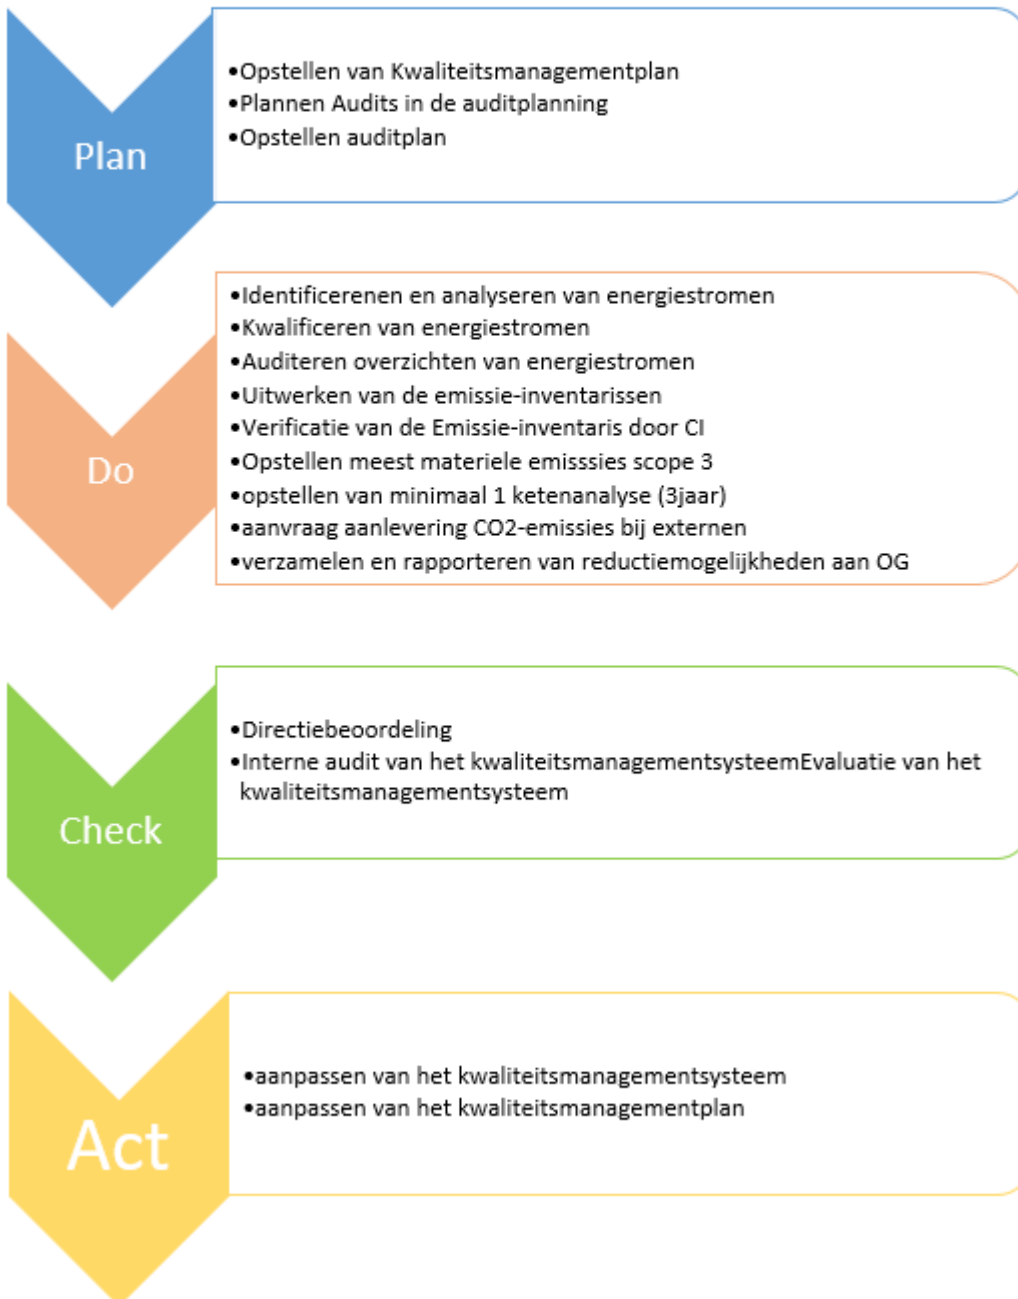 Plan
•Opstellen van Kwaliteitsmanagementplan
•Plannen Audits in de auditplanning
•Opstellen auditplan
Do
•Identificerenen en analyseren van energiestromen
•Kwalificeren van energiestromen
•Auditeren overzichten van energiestromen
•Uitwerken van de emissie-inventarissen
•Verificatie van de Emissie-inventaris door CI
•Opstellen meest materiele emisssies scope 3
•opstellen van minimaal 1 ketenanalyse (3jaar)
•aanvraag aanlevering CO2-emissies bij externen
•verzamelen en rapporteren van reductiemogelijkheden aan OG
Check
•Directiebeoordeling
•Interne audit van het kwaliteitsmanagementsysteemEvaluatie van het
kwaliteitsmanagementsysteem
Act
•aanpassen van het kwaliteitsmanagementsysteem
•aanpassen van het kwaliteitsmanagementplan